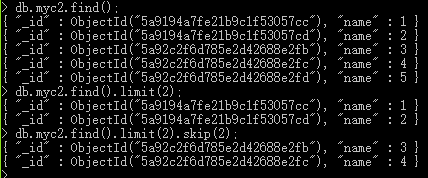 > db.myc2.find();
{ "_id" : ObjectId("5a9194a7fe21b9c1f53057cc"), "name" : 1 }
{ "_id" : ObjectId("5a9194a7fe21b9c1f53057cd"), "name" : 2 }
{ "_id" : ObjectId("5a92c2f6d785e2d42688e2fb"), "name" : 3 }
{ "_id" : ObjectId("5a92c2f6d785e2d42688e2fc"), "name" : 4 }
{ "_id" : ObjectId("5a92c2f6d785e2d42688e2fd"), "name" : 5 }
> db.myc2.find().limit(2);
{ "_id" : ObjectId("5a9194a7fe21b9c1f53057cc"), "name" : 1 }
{ "_id" : ObjectId("5a9194a7fe21b9c1f53057cd"), "name" : 2 }
> db.myc2.find().limit(2).skip(2);
{ "_id" : ObjectId("5a92c2f6d785e2d42688e2fb"), "name" : 3 }
{ "_id" : ObjectId("5a92c2f6d785e2d42688e2fc"), "name" : 4 }
>